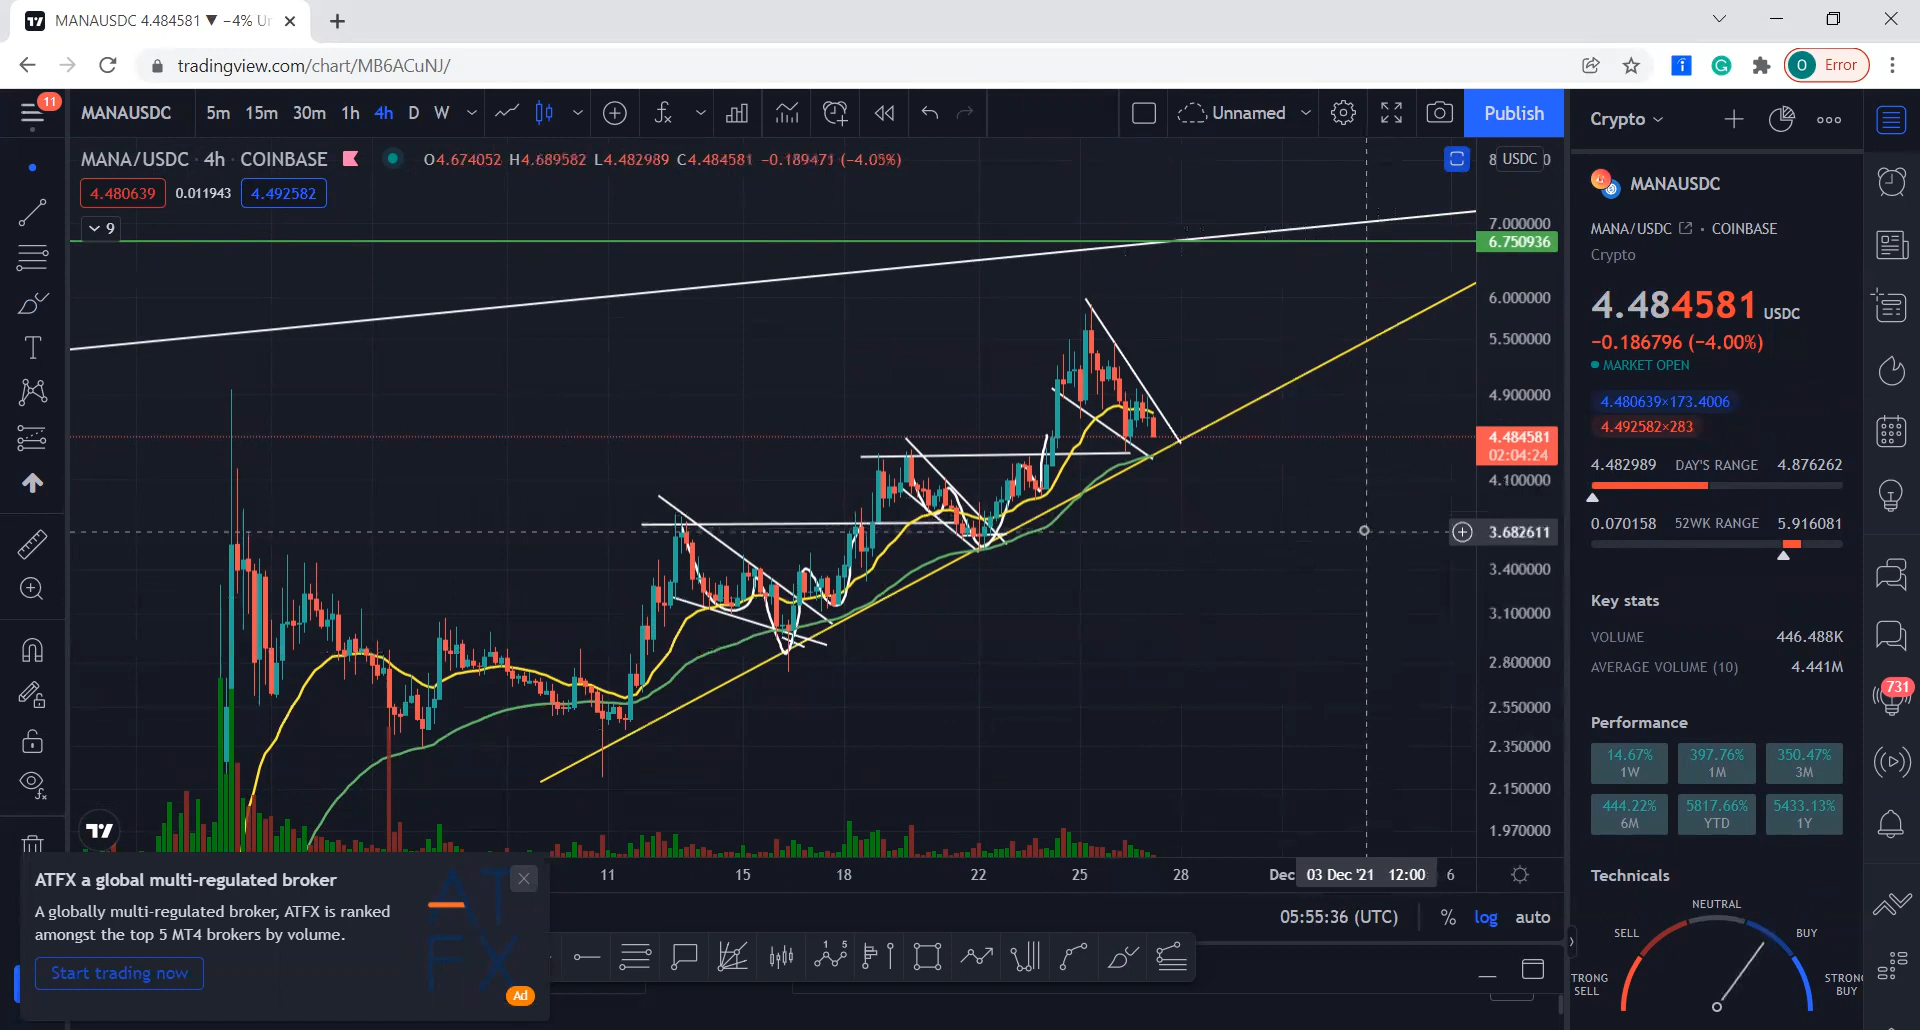 MANAUSDC 4.484581 ▼ −4% Un
tradingview.com/chart/MB6ACuNJ/
O
Error
11
MANAUSDC
5m 15m 30m 1h 4h D W
Unnamed
Publish
Crypto
MANA/USDC · 4h · COINBASE
O4.674052 H4.689582 L4.482989 C4.484581 −0.189471 (−4.05%)
4.480639
0.011943
4.492582
9
USDC
7.000000
6.750936
6.000000
5.500000
4.900000
4.484581
02:04:24
4.100000
3.682611
3.400000
3.100000
2.800000
2.550000
2.350000
2.150000
1.970000
11
15
18
22
25
28
Dec
03 Dec '21 12:00
6
05:55:36 (UTC)
%
log
auto
ATFX a global multi-regulated broker
A globally multi-regulated broker, ATFX is ranked
amongst the top 5 MT4 brokers by volume.
Start trading now
ATFX
Ad
MANAUSDC
MANA/USDC · COINBASE
Crypto
4.484581 USDC
−0.186796 (−4.00%)
MARKET OPEN
4.480639×173.4006
4.492582×283
4.482989 DAY'S RANGE 4.876262
0.070158 52WK RANGE 5.916081
Key stats
VOLUME 446.488K
AVERAGE VOLUME (10) 4.441M
Performance
14.67% 397.76% 350.47%
1W 1M 3M
444.22% 5817.66% 5433.13%
6M YTD 1Y
Technicals
NEUTRAL
SELL
BUY
TRONG
SELL
STRONG
BUY
731